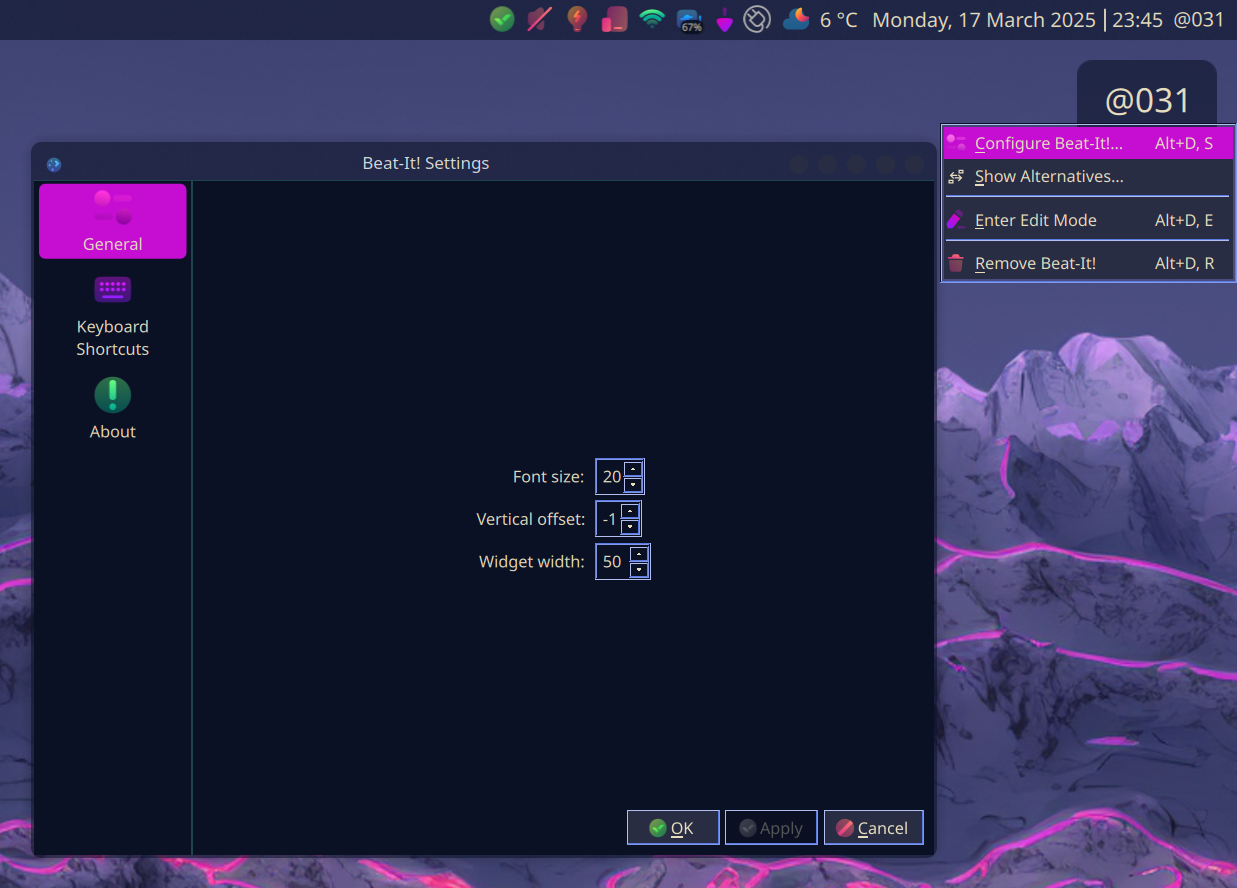 67%
6 °C Monday, 17 March 2025 | 23:45 @031
@031
Configure Beat-It!... Alt+D, S
Show Alternatives...
Enter Edit Mode Alt+D, E
Remove Beat-It! Alt+D, R
Beat-It! Settings
General
Keyboard
Shortcuts
About
Font size: 20
Vertical offset: -1
Widget width: 50
OK Apply Cancel